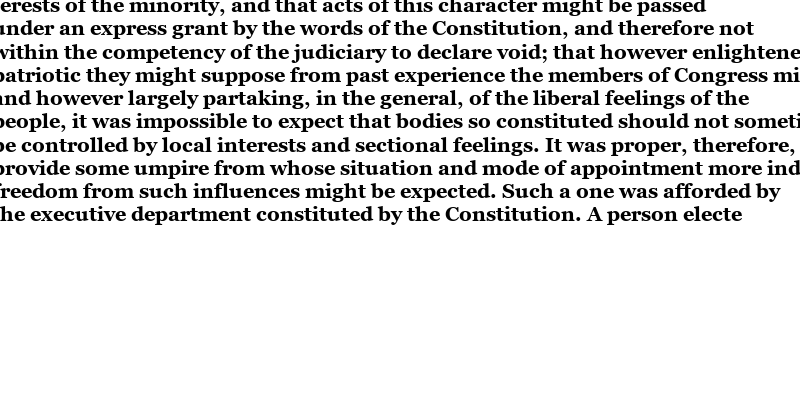 erests of the minority, and that acts of this character might be passed
under an express grant by the words of the Constitution, and therefore not
within the competency of the judiciary to declare void; that however enlightene
patriotic they might suppose from past experience the members of Congress mi
and however largely partaking, in the general, of the liberal feelings of the
people, it was impossible to expect that bodies so constituted should not someti
be controlled by local interests and sectional feelings. It was proper, therefore,
provide some umpire from whose situation and mode of appointment more ind
freedom from such influences might be expected. Such a one was afforded by
the executive department constituted by the Constitution. A person electe